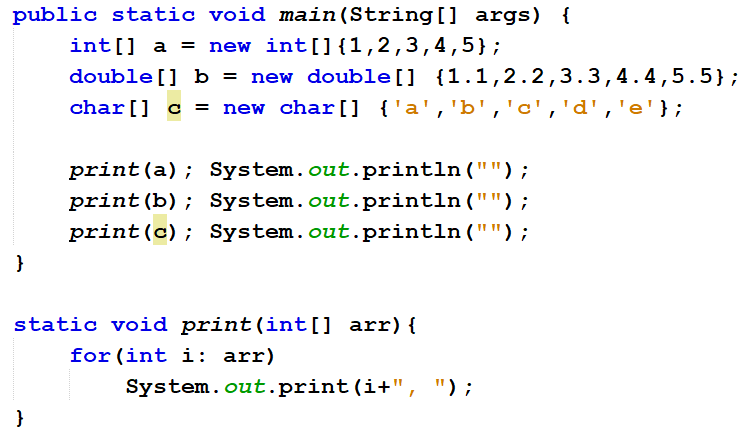 public static void main(String[] args) {
    int[] a = new int[]{1,2,3,4,5};
    double[] b = new double[] {1.1,2.2,3.3,4.4,5.5};
    char[] c = new char[] {'a','b','c','d','e'};

    print(a); System.out.println("");
    print(b); System.out.println("");
    print(c); System.out.println("");
}

static void print(int[] arr){
    for(int i: arr)
        System.out.print(i+", ");
}